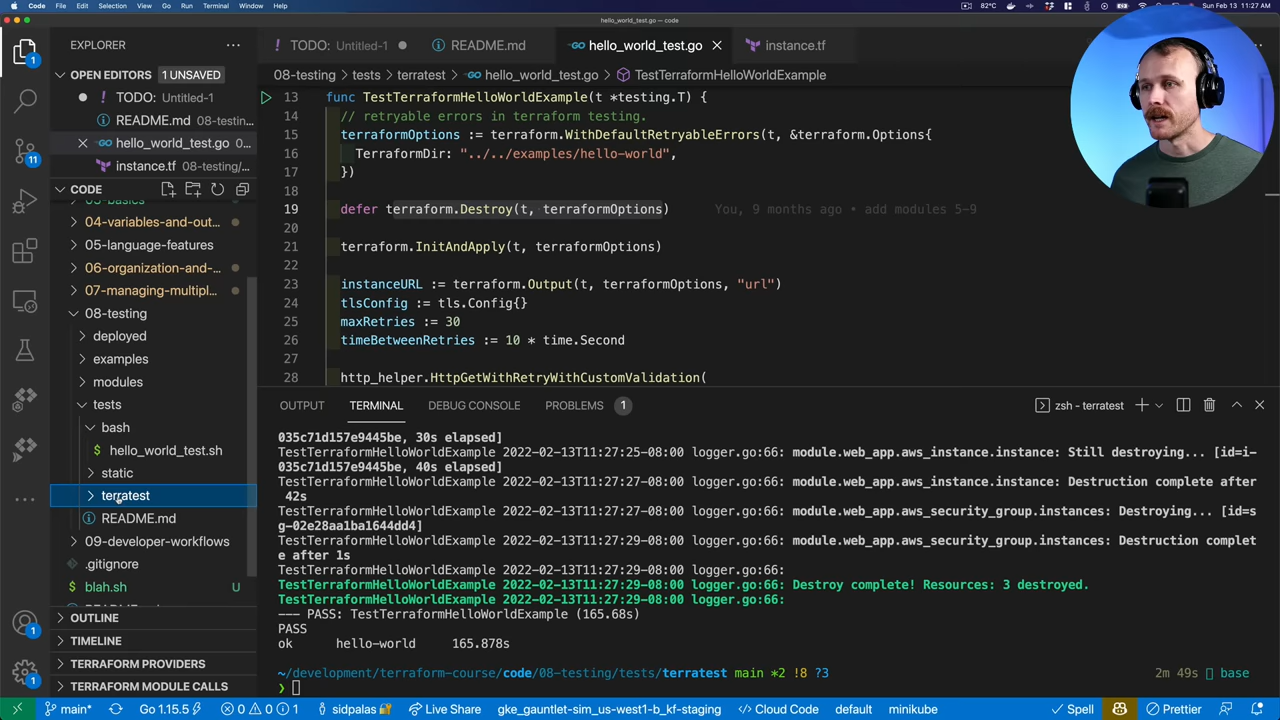 Code File Edit Selection View Go Run Terminal Window Help
82°C
Sun Feb 13 11:27 AM
hello_world_test.go — code
EXPLORER
! TODO: Untitled-1
README.md
hello_world_test.go
instance.tf
OPEN EDITORS 1 UNSAVED
! TODO: Untitled-1
README.md 08-testin...
hello_world_test.go 0...
instance.tf 08-testing/...
CODE
04-variables-and-out...
05-language-features
06-organization-and-...
07-managing-multipl...
08-testing
deployed
examples
modules
tests
bash
$ hello_world_test.sh
static
terratest
README.md
09-developer-workflows
.gitignore
$ blah.sh U
OUTLINE
TIMELINE
TERRAFORM PROVIDERS
TERRAFORM MODULE CALLS
1
11
1
1
08-testing > tests > terratest > hello_world_test.go > TestTerraformHelloWorldExample
13 func TestTerraformHelloWorldExample(t *testing.T) {
14 // retryable errors in terraform testing.
15 terraformOptions := terraform.WithDefaultRetryableErrors(t, &terraform.Options{
16 TerraformDir: "../../examples/hello-world",
17 })
18
19 defer terraform.Destroy(t, terraformOptions) You, 9 months ago • add modules 5-9
20
21 terraform.InitAndApply(t, terraformOptions)
22
23 instanceURL := terraform.Output(t, terraformOptions, "url")
24 tlsConfig := tls.Config{}
25 maxRetries := 30
26 timeBetweenRetries := 10 * time.Second
27
28 http_helper.HttpGetWithRetryWithCustomValidation(
OUTPUT TERMINAL DEBUG CONSOLE PROBLEMS 1
zsh - terratest
035c71d157e9445be, 30s elapsed]
TestTerraformHelloWorldExample 2022-02-13T11:27:25-08:00 logger.go:66: module.web_app.aws_instance.instance: Still destroying... [id=i-
035c71d157e9445be, 40s elapsed]
TestTerraformHelloWorldExample 2022-02-13T11:27:27-08:00 logger.go:66: module.web_app.aws_instance.instance: Destruction complete after
42s
TestTerraformHelloWorldExample 2022-02-13T11:27:27-08:00 logger.go:66: module.web_app.aws_security_group.instances: Destroying... [id=s
g-02e28aa1ba1644dd4]
TestTerraformHelloWorldExample 2022-02-13T11:27:29-08:00 logger.go:66: module.web_app.aws_security_group.instances: Destruction complet
e after 1s
TestTerraformHelloWorldExample 2022-02-13T11:27:29-08:00 logger.go:66:
TestTerraformHelloWorldExample 2022-02-13T11:27:29-08:00 logger.go:66: Destroy complete! Resources: 3 destroyed.
TestTerraformHelloWorldExample 2022-02-13T11:27:29-08:00 logger.go:66:
--- PASS: TestTerraformHelloWorldExample (165.68s)
PASS
ok hello-world 165.878s
~/development/terraform-course/code/08-testing/tests/terratest main *2 !8 ?3
2m 49s base
main* Go 1.15.5 0 0 1 sidpalas Live Share gke_gauntlet-sim_us-west1-b_kf-staging Cloud Code default minikube Spell Prettier